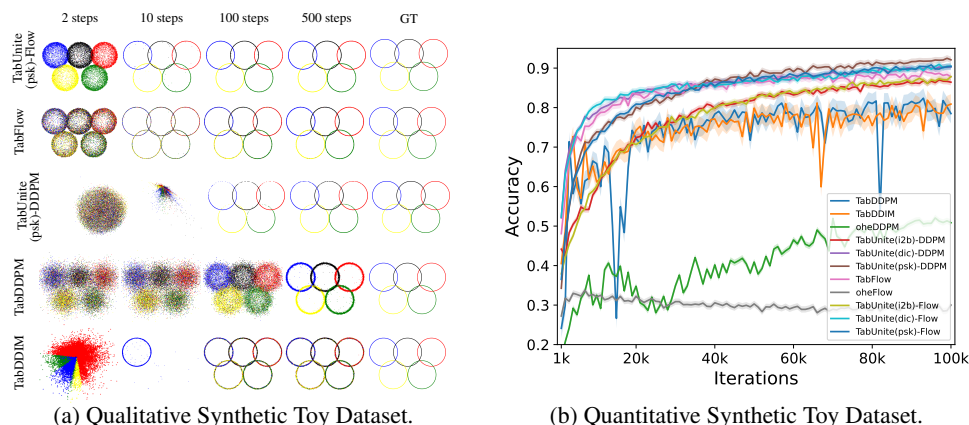 2 steps 10 steps 100 steps 500 steps GT
TabUnite
(psk)-Flow
TabFlow
TabUnite
(psk)-DDPM
TabDDPM
TabDDIM
(a) Qualitative Synthetic Toy Dataset.
0.9
0.8
0.7
0.6
0.5
0.4
0.3
0.2
Accuracy
1k 20k 40k 60k 80k 100k
Iterations
TabDDPM
TabDDIM
oheDDPM
TabUnite(i2b)-DDPM
TabUnite(dic)-DDPM
TabUnite(psk)-DDPM
TabFlow
oheFlow
TabUnite(i2b)-Flow
TabUnite(dic)-Flow
TabUnite(psk)-Flow
(b) Quantitative Synthetic Toy Dataset.